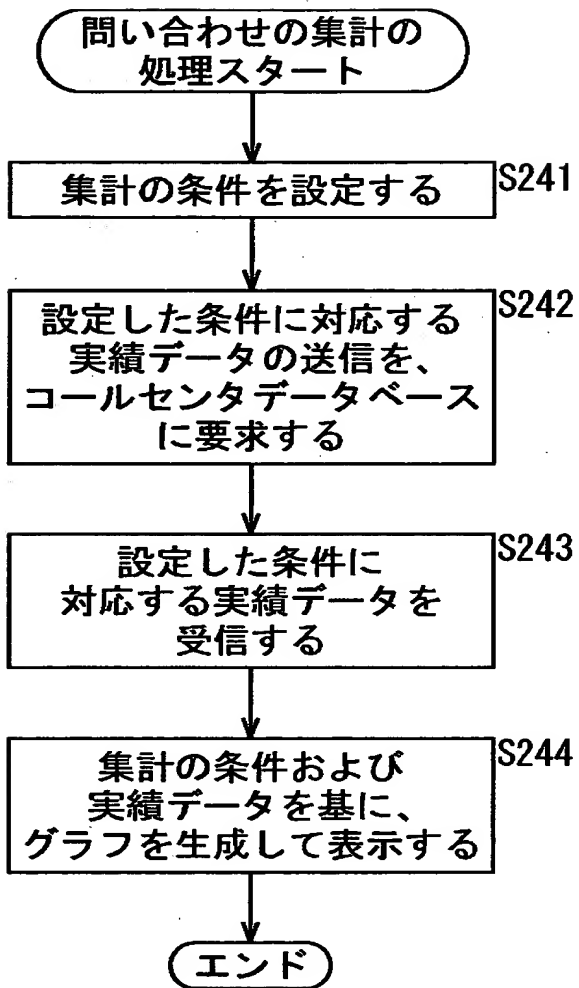 問い合わせの集計の
処理スタート
集計の条件を設定する
S241
設定した条件に対応する
実績データの送信を、
コールセンタデータベース
に要求する
S242
設定した条件に
対応する実績データを
受信する
S243
集計の条件および
実績データを基に、
グラフを生成して表示する
S244
エンド